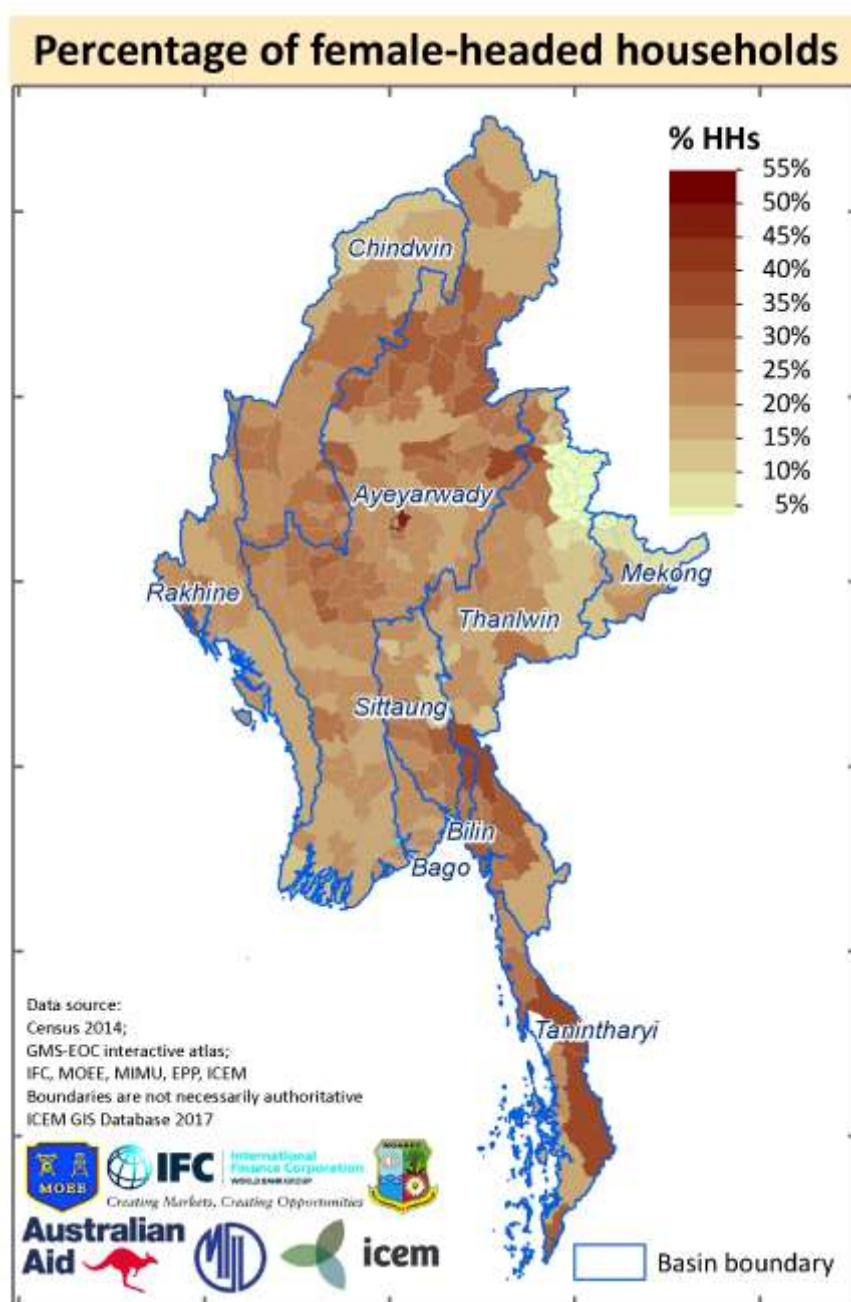 Percentage of female-headed households
% HHs
55%
50%
45%
40%
35%
30%
25%
20%
15%
10%
5%
Chindwin
Ayeyarwady
Mekong
Rakhine
Thanlwin
Sittaung
Bilin
Bago
Tanintharyi
Data source:
Census 2014;
GMS-EOC interactive atlas;
IFC, MOEE, MIMU, EPP, ICEM
Boundaries are not necessarily authoritative
ICEM GIS Database 2017
MOEE
IFC
International
Finance Corporation
WORLD BANK GROUP
Creating Markets, Creating Opportunities
Australian
Aid
icem
Basin boundary